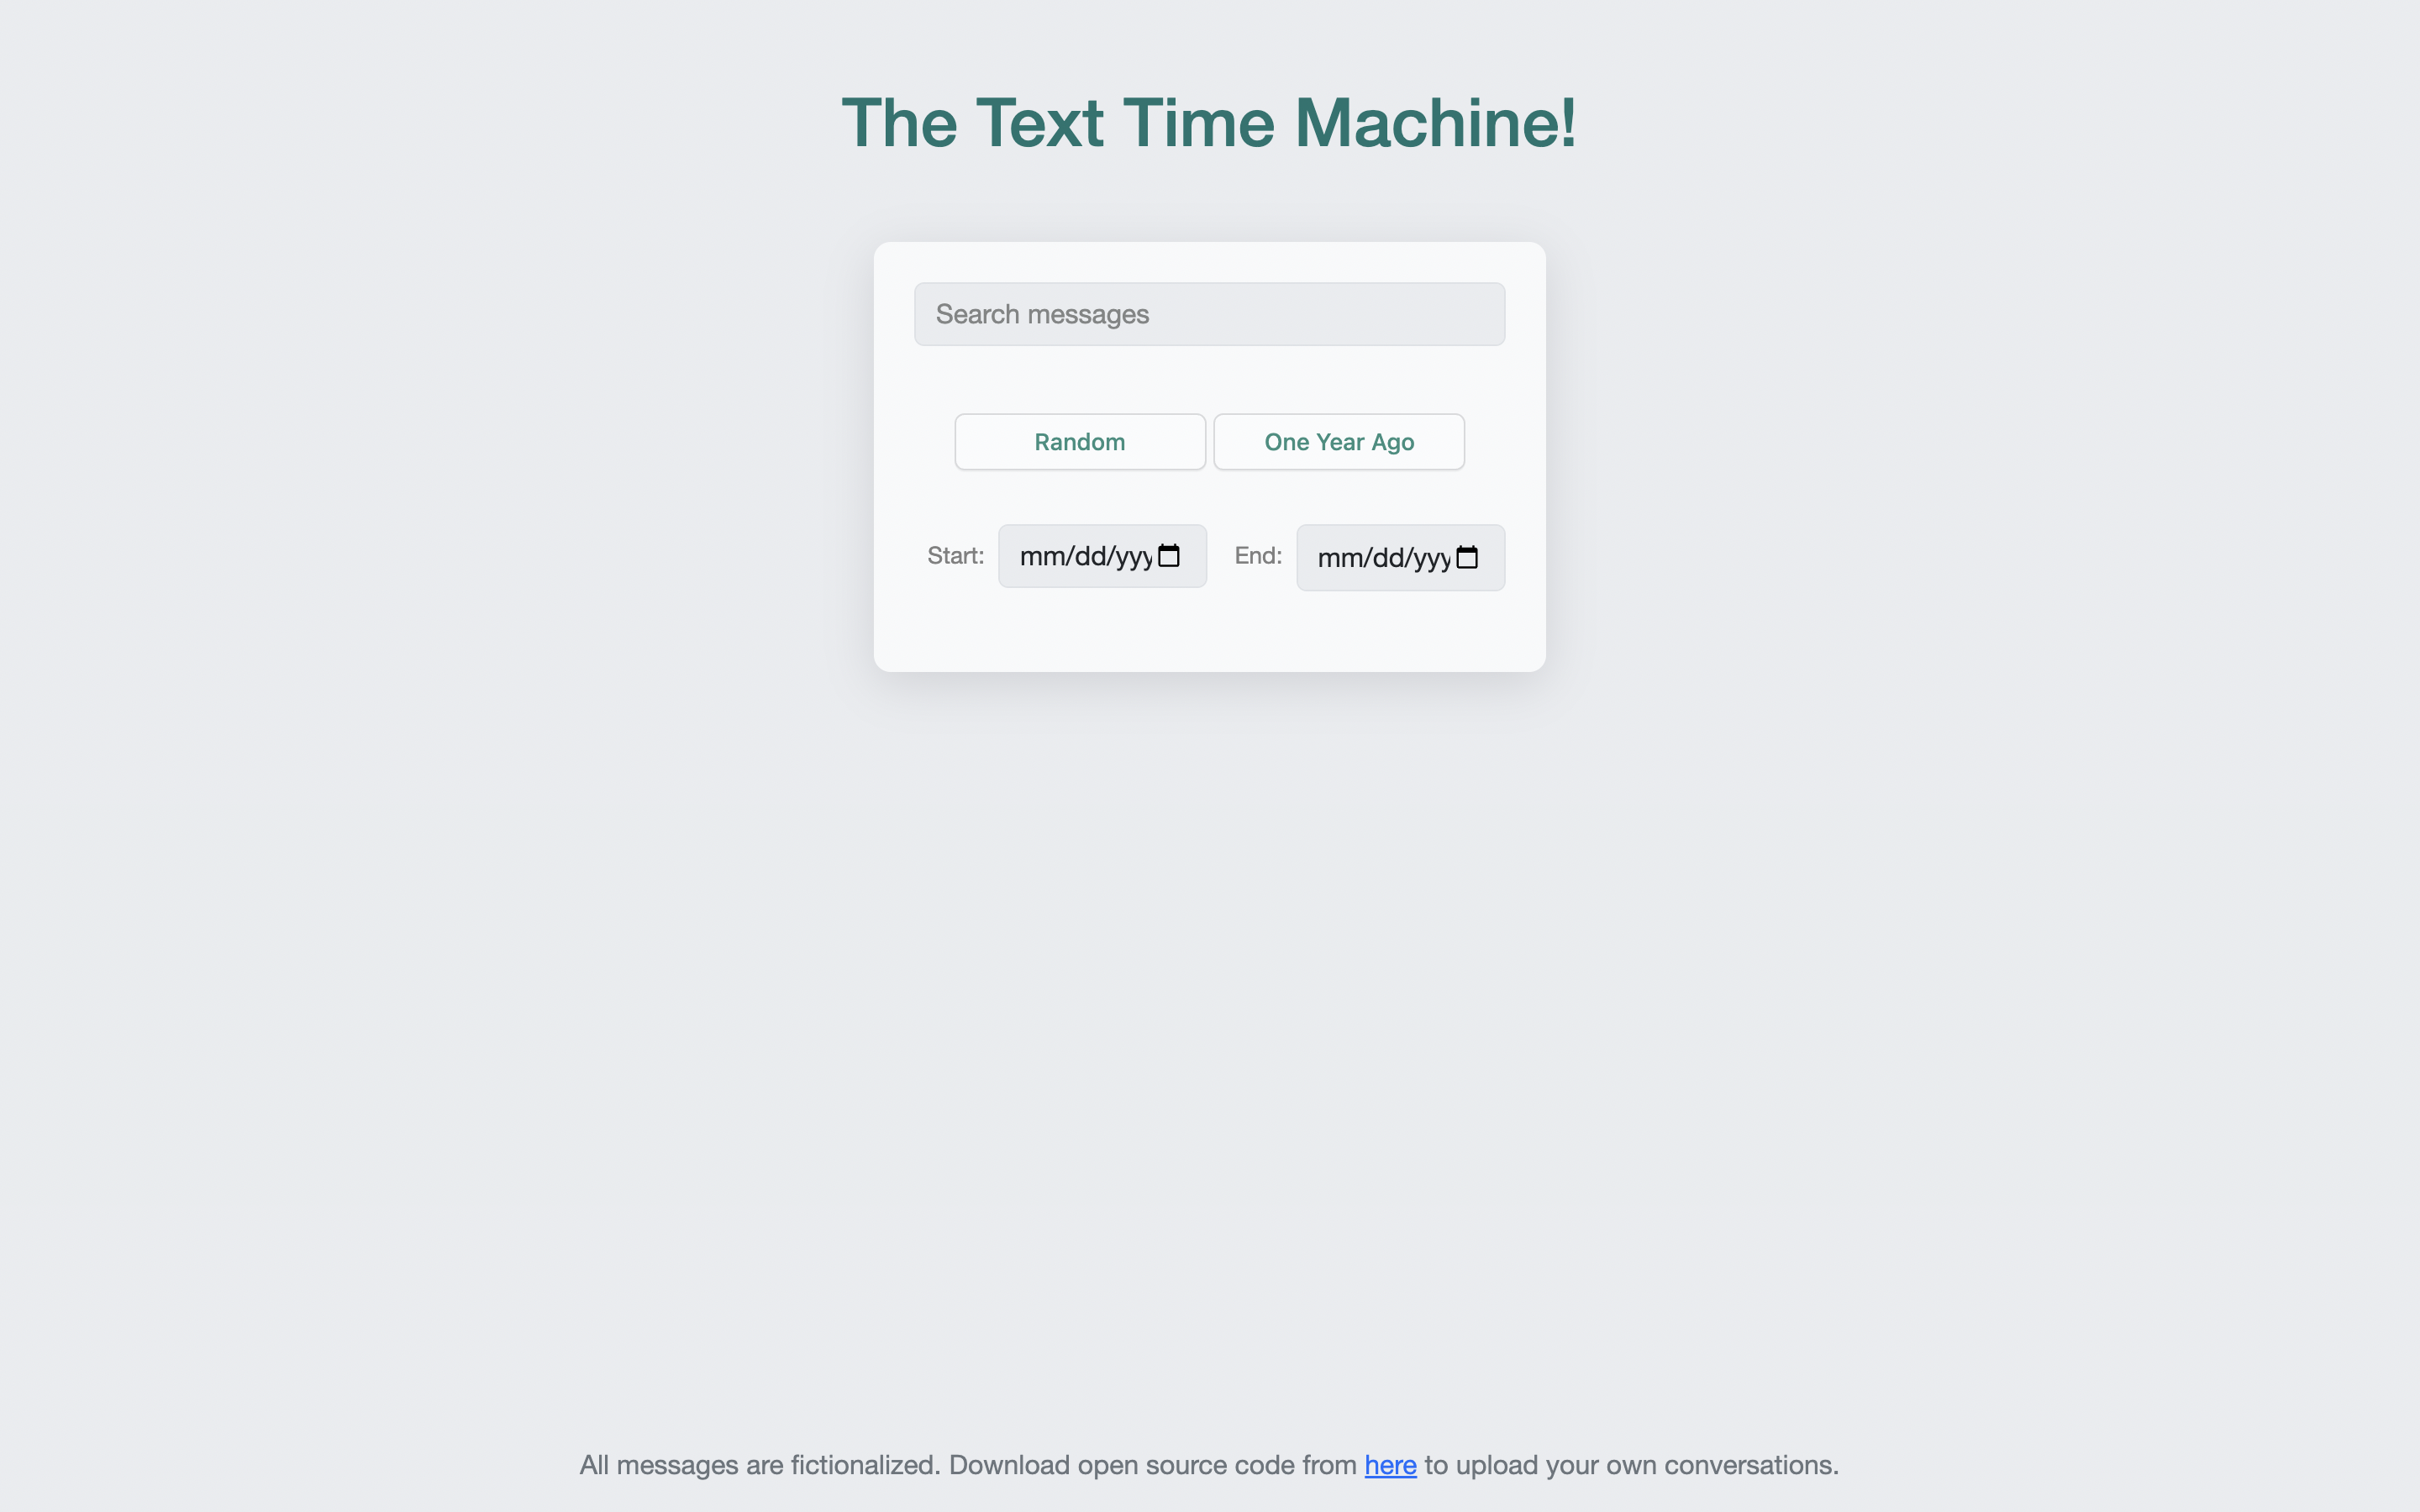 The Text Time Machine!
Search messages
Random One Year Ago
Start: mm/dd/yyy End: mm/dd/yyy
All messages are fictionalized. Download open source code from here to upload your own conversations.